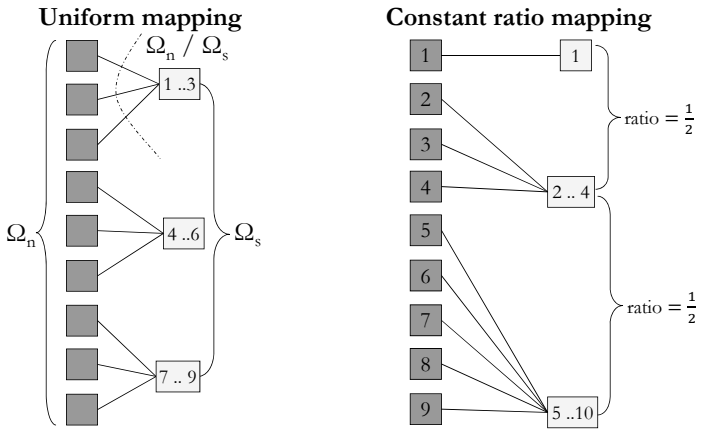 Uniform mapping
Ωn / Ωs
1 ..3
4 ..6
7 .. 9
Ωn
Ωs
Constant ratio mapping
1
2
3
4
5
6
7
8
9
1
2 .. 4
5 ..10
ratio = 1/2
ratio = 1/2